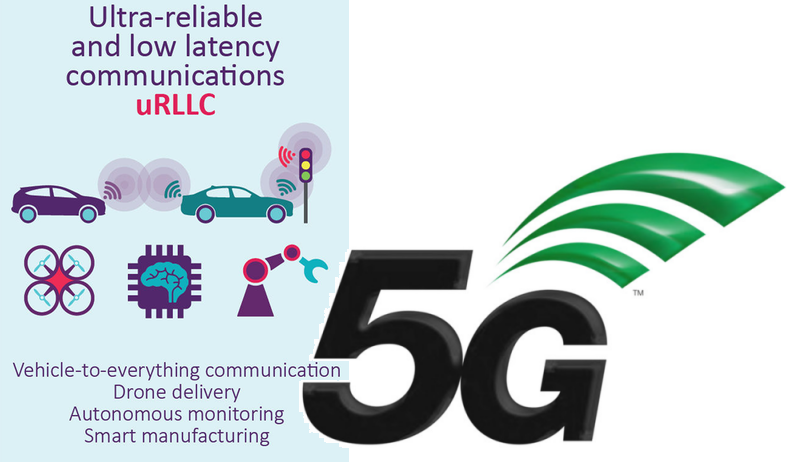 Ultra-reliable
and low latency
communications
uRLLC
Vehicle-to-everything communication
Drone delivery
Autonomous monitoring
Smart manufacturing
5G
TM